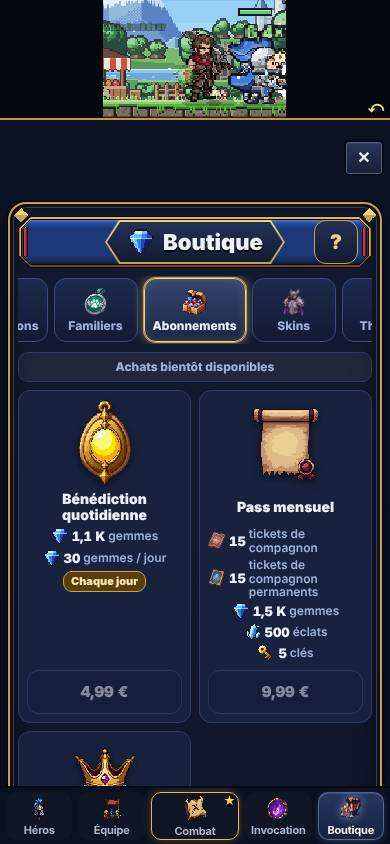 ×
Boutique
?
ons
Familiers
Abonnements
Skins
Th
Achats bientôt disponibles
Bénédiction
quotidienne
1,1 K gemmes
30 gemmes / jour
Chaque jour
4,99 €
Pass mensuel
15 tickets de
compagnon
15 tickets de
compagnon
permanents
1,5 K gemmes
500 éclats
5 clés
9,99 €
Héros
Équipe
Combat
Invocation
Boutique